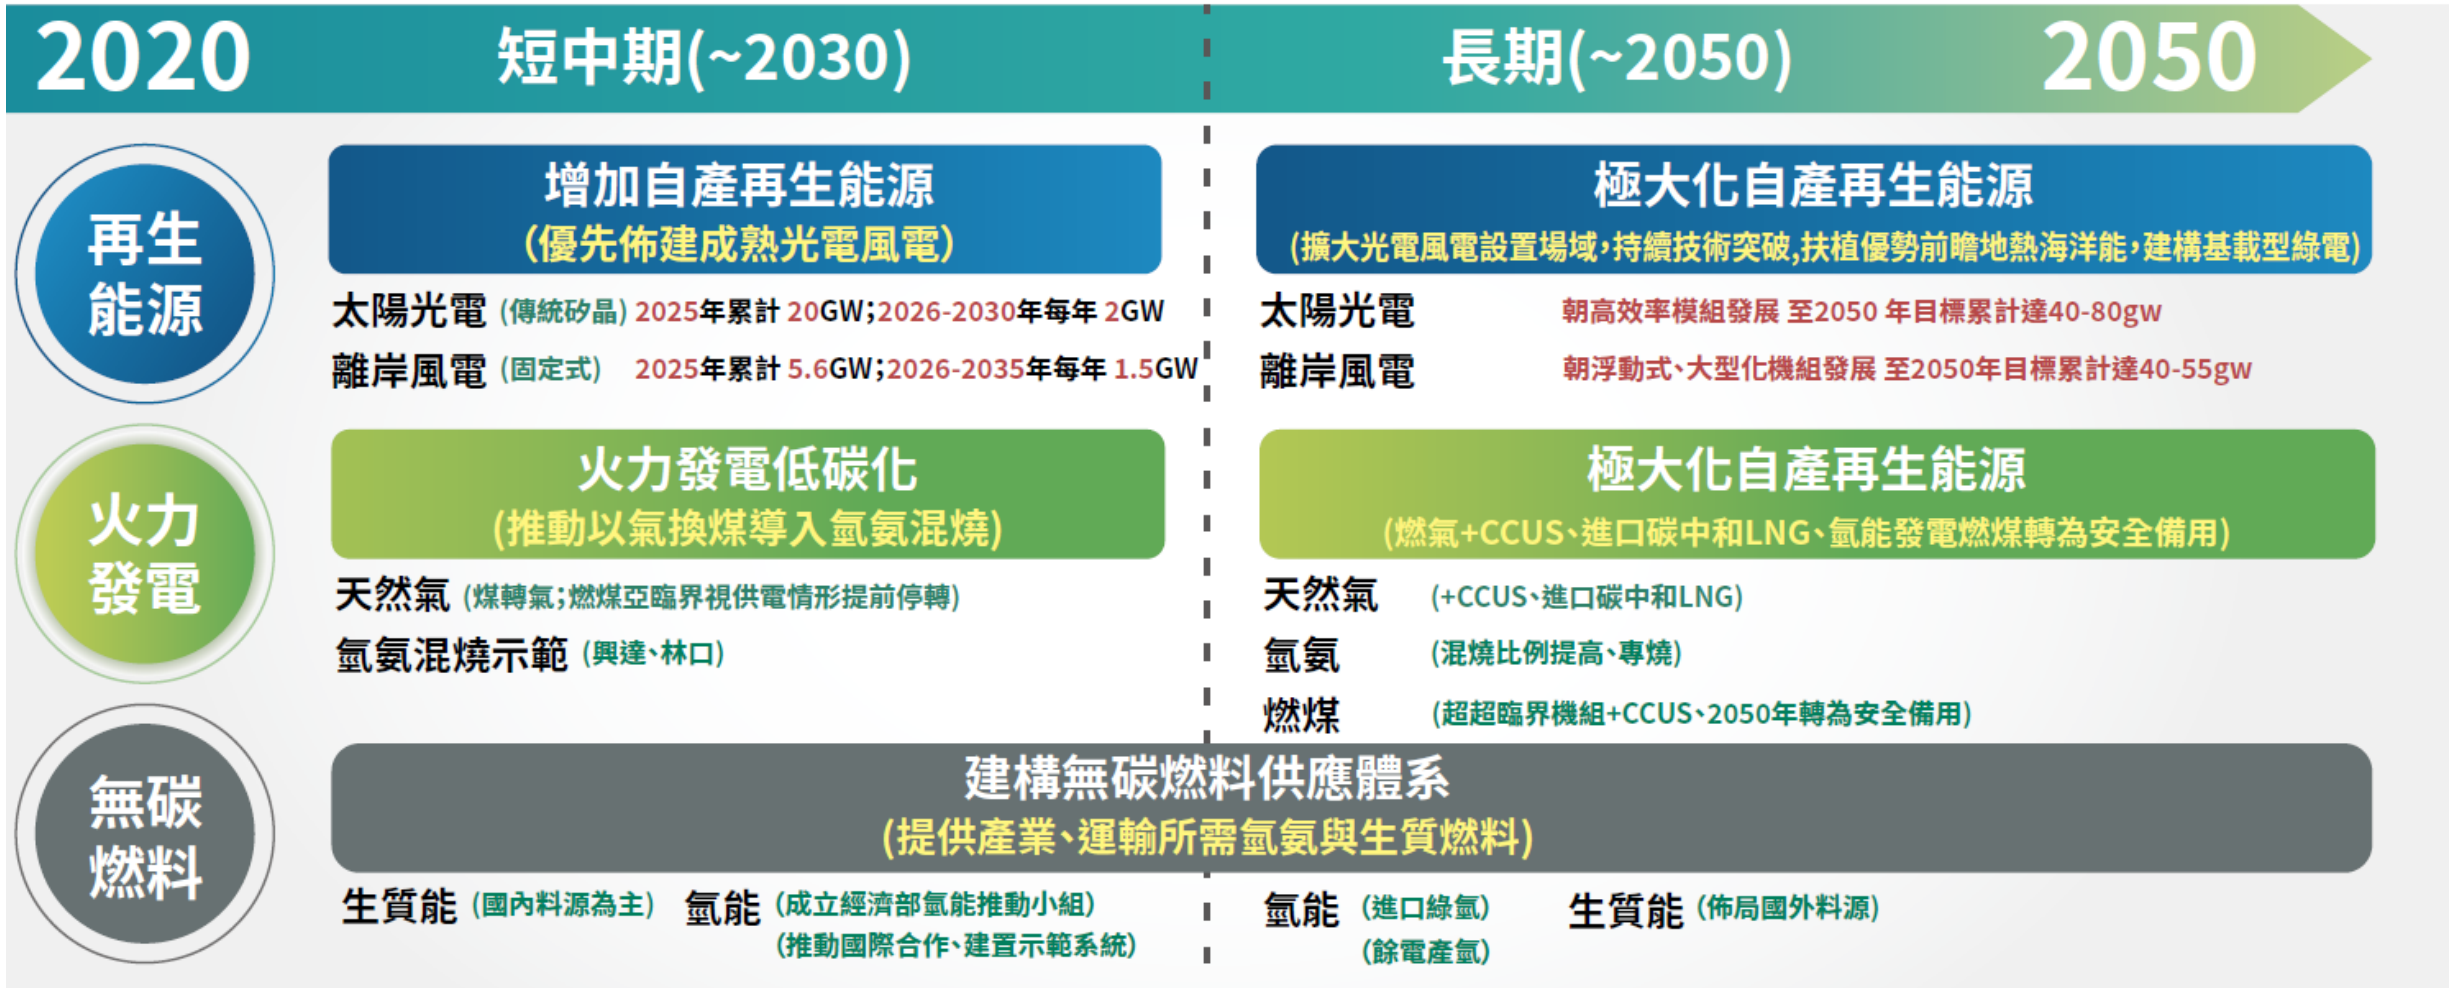 2020 短中期(~2030) 長期(~2050) 2050
再生
能源
增加自產再生能源
(優先佈建成熟光電風電)
太陽光電 (傳統矽晶) 2025年累計 20GW;2026-2030年每年 2GW
離岸風電 (固定式) 2025年累計 5.6GW;2026-2035年每年 1.5GW
極大化自產再生能源
(擴大光電風電設置場域,持續技術突破,扶植優勢前瞻地熱海洋能,建構基載型綠電)
太陽光電 朝高效率模組發展 至2050 年目標累計達40-80gw
離岸風電 朝浮動式、大型化機組發展 至2050年目標累計達40-55gw
火力
發電
火力發電低碳化
(推動以氣換煤導入氫氨混燒)
天然氣 (煤轉氣;燃煤亞臨界視供電情形提前停轉)
氫氨混燒示範 (興達、林口)
極大化自產再生能源
(燃氣+CCUS、進口碳中和LNG、氫能發電燃煤轉為安全備用)
天然氣 (+CCUS、進口碳中和LNG)
氫氨 (混燒比例提高、專燒)
燃煤 (超超臨界機組+CCUS、2050年轉為安全備用)
無碳
燃料
建構無碳燃料供應體系
(提供產業、運輸所需氫氨與生質燃料)
生質能 (國內料源為主) 氫能 (成立經濟部氫能推動小組)
(推動國際合作、建置示範系統)
氫能 (進口綠氫) 生質能 (佈局國外料源)
(餘電產氫)